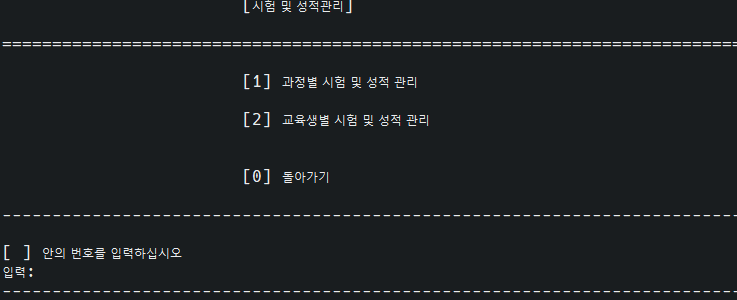 [시험 및 성적관리]
==========================================================================
[1] 과정별 시험 및 성적 관리
[2] 교육생별 시험 및 성적 관리
[0] 돌아가기
--------------------------------------------------------------------------
[ ] 안의 번호를 입력하십시오
입력:
--------------------------------------------------------------------------